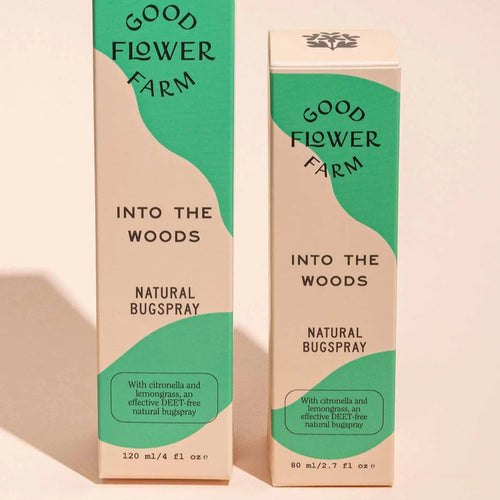 GOOD
FLOWER
FARM
INTO THE
WOODS
NATURAL
BUGSPRAY
With citronella and
lemongrass, an
effective DEET-free
natural bugspray
120 ml/4 fl oz e
GOOD
FLOWER
FARM
INTO THE
WOODS
NATURAL
BUGSPRAY
With citronella and
lemongrass, an
effective DEET-free
natural bugspray
80 ml/2.7 fl oz e